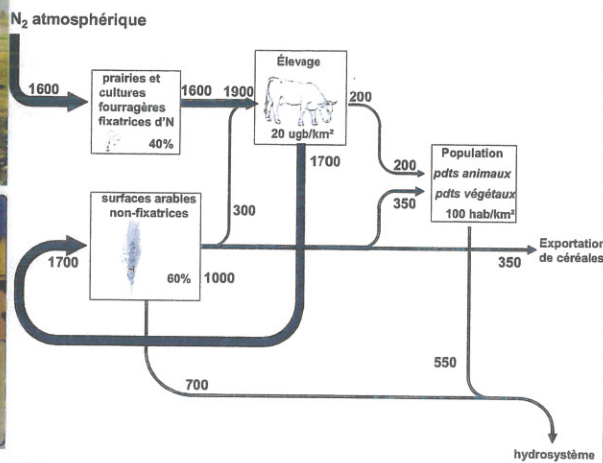 N₂ atmosphérique
1600
prairies et
cultures
fourragères
fixatrices d'N
40%
1600
1900
Élevage
20 ugb/km²
200
1700
200
Population
pdts animaux
pdts végétaux
100 hab/km²
350
300
surfaces arables
non-fixatrices
60%
1700
1000
Exportation
de céréales
350
550
700
hydrosystème